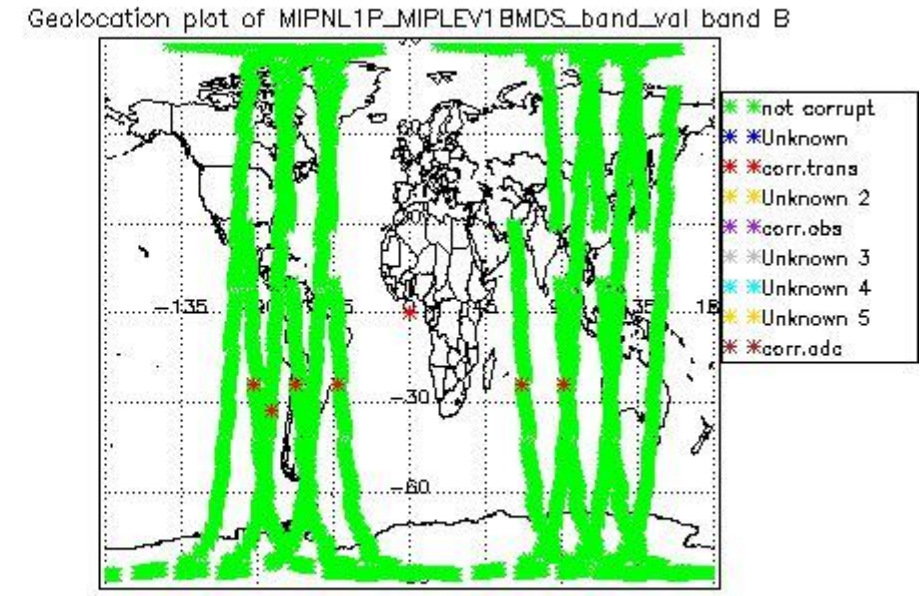 Geolocation plot of MIPNL1P_MIPLEV1BMDS_band_val band B
not corrupt
Unknown
corr.trans
Unknown 2
corr.obs
Unknown 3
Unknown 4
Unknown 5
corr.adc
60
-135
-30
-60